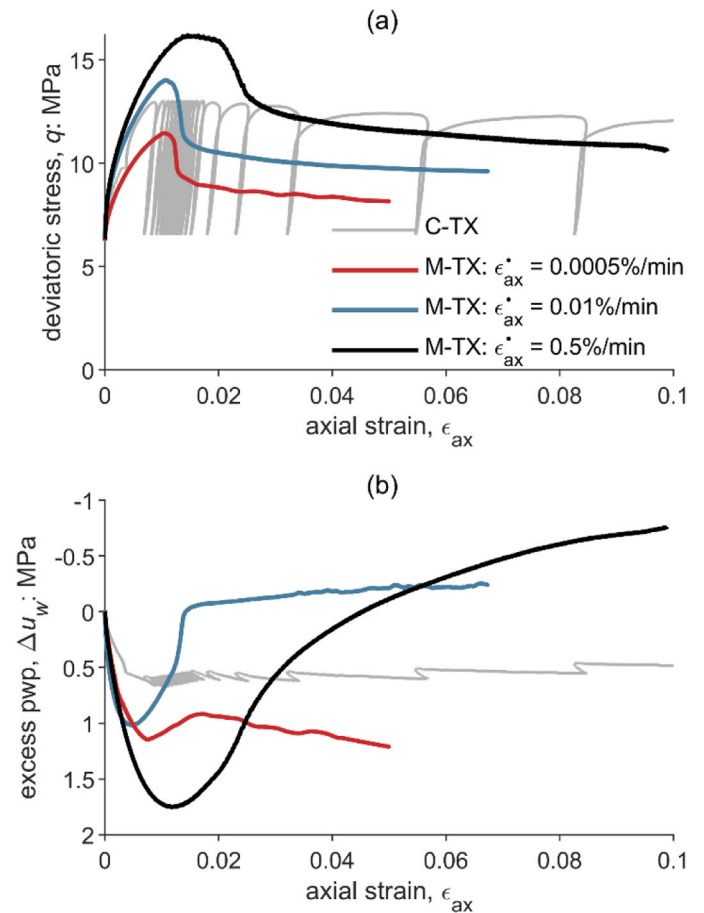 (a)
15
10
5
0
deviatoric stress, q: MPa
C-TX
M-TX: ϵ̇ax = 0.0005%/min
M-TX: ϵ̇ax = 0.01%/min
M-TX: ϵ̇ax = 0.5%/min
0 0.02 0.04 0.06 0.08 0.1
axial strain, ϵax
(b)
-1
-0.5
0
0.5
1
1.5
2
excess pwp, Δuw: MPa
0 0.02 0.04 0.06 0.08 0.1
axial strain, ϵax